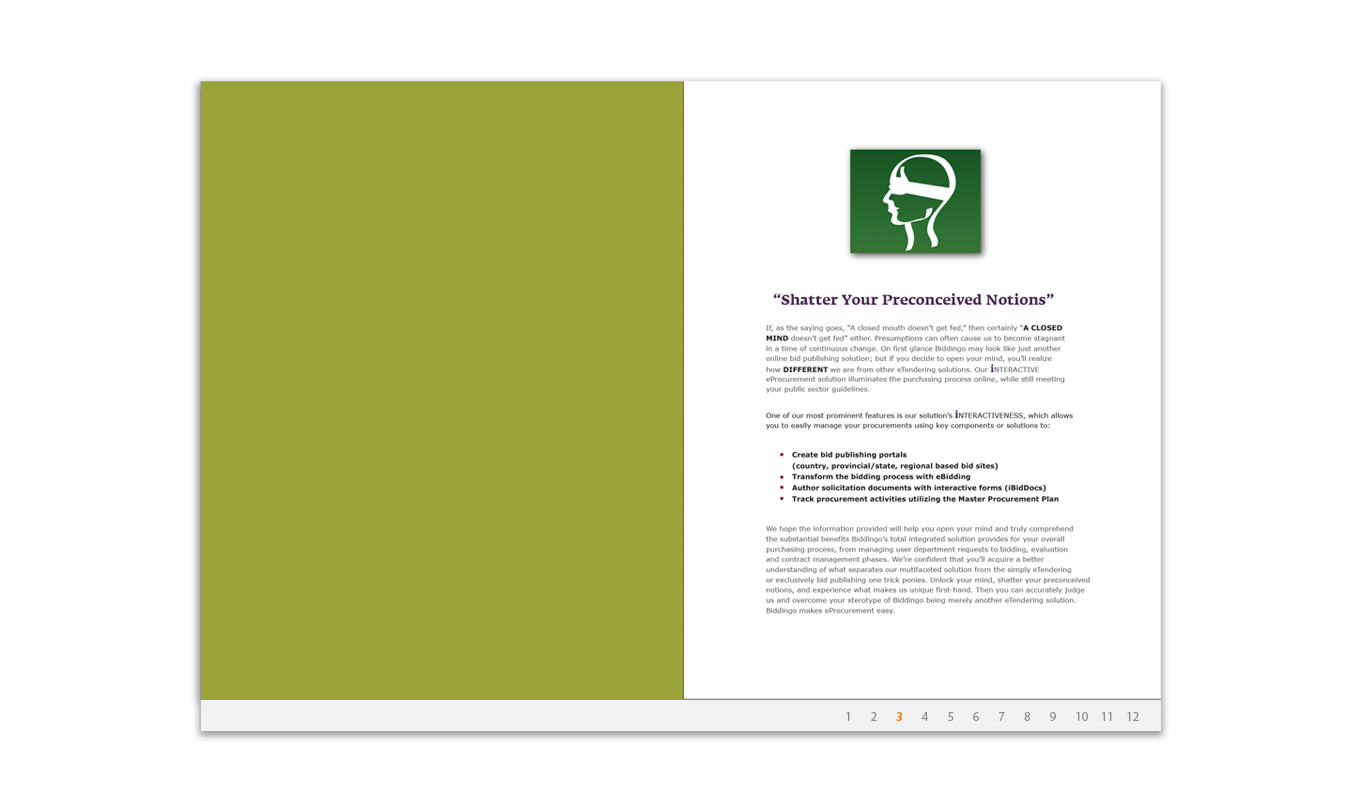 “Shatter Your Preconceived Notions”
If, as the saying goes, “A closed mouth doesn’t get fed,” then certainly “A CLOSED
MIND doesn’t get fed” either. Presumptions can often cause us to become stagnant
in a time of continuous change. On first glance Biddingo may look like just another
online bid publishing solution; but if you decide to open your mind, you’ll realize
how DIFFERENT we are from other eTendering solutions. Our iNTERACTIVE
eProcurement solution illuminates the purchasing process online, while still meeting
your public sector guidelines.
One of our most prominent features is our solution’s iNTERACTIVENESS, which allows
you to easily manage your procurements using key components or solutions to:
• Create bid publishing portals
(country, provincial/state, regional based bid sites)
• Transform the bidding process with eBidding
• Author solicitation documents with interactive forms (iBidDocs)
• Track procurement activities utilizing the Master Procurement Plan
We hope the information provided will help you open your mind and truly comprehend
the substantial benefits Biddingo’s total integrated solution provides for your overall
purchasing process, from managing user department requests to bidding, evaluation
and contract management phases. We’re confident that you’ll acquire a better
understanding of what separates our mutifaceted solution from the simply eTendering
or exclusively bid publishing one trick ponies. Unlock your mind, shatter your preconceived
notions, and experience what makes us unique first-hand. Then you can accurately judge
us and overcome your sterotype of Biddingo being merely another eTendering solution.
Biddingo makes eProcurement easy.
1 2 3 4 5 6 7 8 9 10 11 12